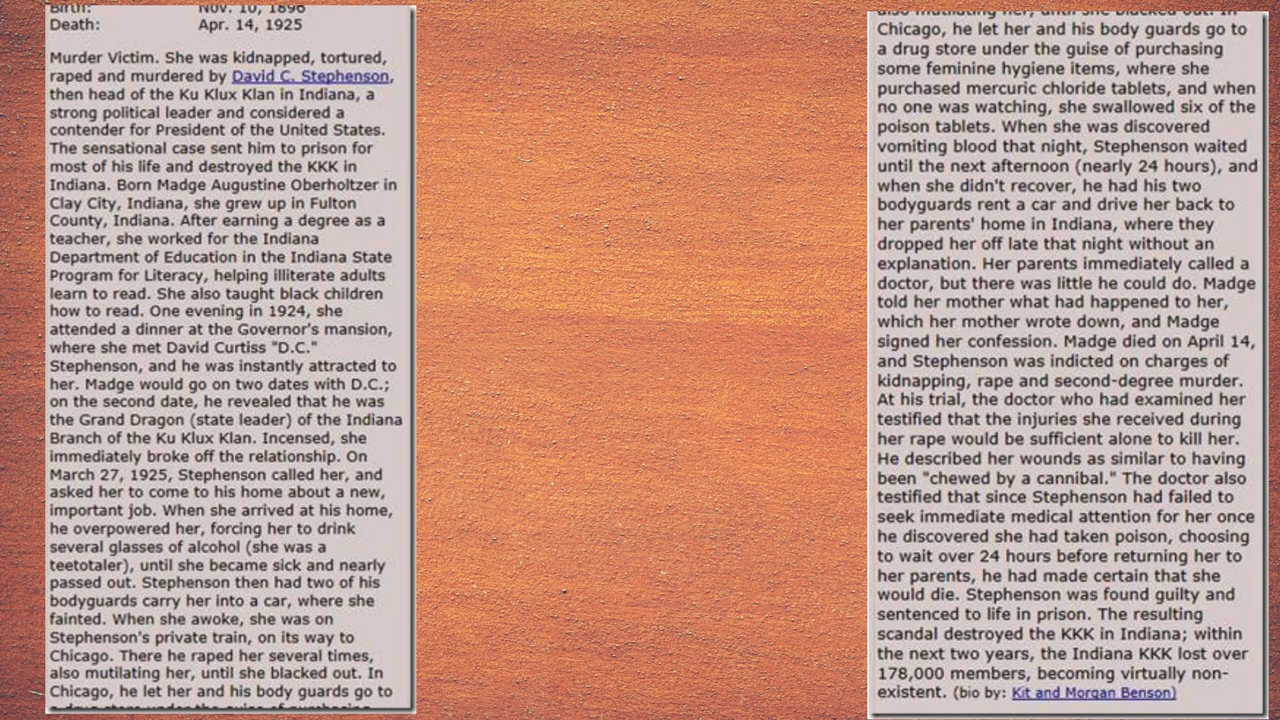 Birth: Nov. 10, 1896
Death: Apr. 14, 1925
Murder Victim. She was kidnapped, tortured,
raped and murdered by David C. Stephenson,
then head of the Ku Klux Klan in Indiana, a
strong political leader and considered a
contender for President of the United States.
The sensational case sent him to prison for
most of his life and destroyed the KKK in
Indiana. Born Madge Augustine Oberholtzer in
Clay City, Indiana, she grew up in Fulton
County, Indiana. After earning a degree as a
teacher, she worked for the Indiana
Department of Education in the Indiana State
Program for Literacy, helping illiterate adults
learn to read. She also taught black children
how to read. One evening in 1924, she
attended a dinner at the Governor's mansion,
where she met David Curtiss "D.C."
Stephenson, and he was instantly attracted to
her. Madge would go on two dates with D.C.;
on the second date, he revealed that he was
the Grand Dragon (state leader) of the Indiana
Branch of the Ku Klux Klan. Incensed, she
immediately broke off the relationship. On
March 27, 1925, Stephenson called her, and
asked her to come to his home about a new,
important job. When she arrived at his home,
he overpowered her, forcing her to drink
several glasses of alcohol (she was a
teetotaler), until she became sick and nearly
passed out. Stephenson then had two of his
bodyguards carry her into a car, where she
fainted. When she awoke, she was on
Stephenson's private train, on its way to
Chicago. There he raped her several times,
also mutilating her, until she blacked out. In
Chicago, he let her and his body guards go to
a drug store under the guise of purchasing
also mutilating her, until she blacked out. In
Chicago, he let her and his body guards go to
a drug store under the guise of purchasing
some feminine hygiene items, where she
purchased mercuric chloride tablets, and when
no one was watching, she swallowed six of the
poison tablets. When she was discovered
vomiting blood that night, Stephenson waited
until the next afternoon (nearly 24 hours), and
when she didn't recover, he had his two
bodyguards rent a car and drive her back to
her parents' home in Indiana, where they
dropped her off late that night without an
explanation. Her parents immediately called a
doctor, but there was little he could do. Madge
told her mother what had happened to her,
which her mother wrote down, and Madge
signed her confession. Madge died on April 14,
and Stephenson was indicted on charges of
kidnapping, rape and second-degree murder.
At his trial, the doctor who had examined her
testified that the injuries she received during
her rape would be sufficient alone to kill her.
He described her wounds as similar to having
been "chewed by a cannibal." The doctor also
testified that since Stephenson had failed to
seek immediate medical attention for her once
he discovered she had taken poison, choosing
to wait over 24 hours before returning her to
her parents, he had made certain that she
would die. Stephenson was found guilty and
sentenced to life in prison. The resulting
scandal destroyed the KKK in Indiana; within
the next two years, the Indiana KKK lost over
178,000 members, becoming virtually non-
existent. (bio by: Kit and Morgan Benson)